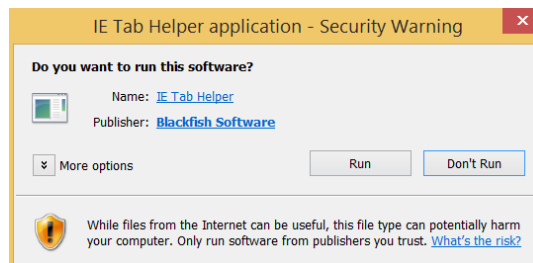 IE Tab Helper application - Security Warning
Do you want to run this software?
Name: IE Tab Helper
Publisher: Blackfish Software
More options
Run
Don't Run
While files from the Internet can be useful, this file type can potentially harm
your computer. Only run software from publishers you trust. What's the risk?